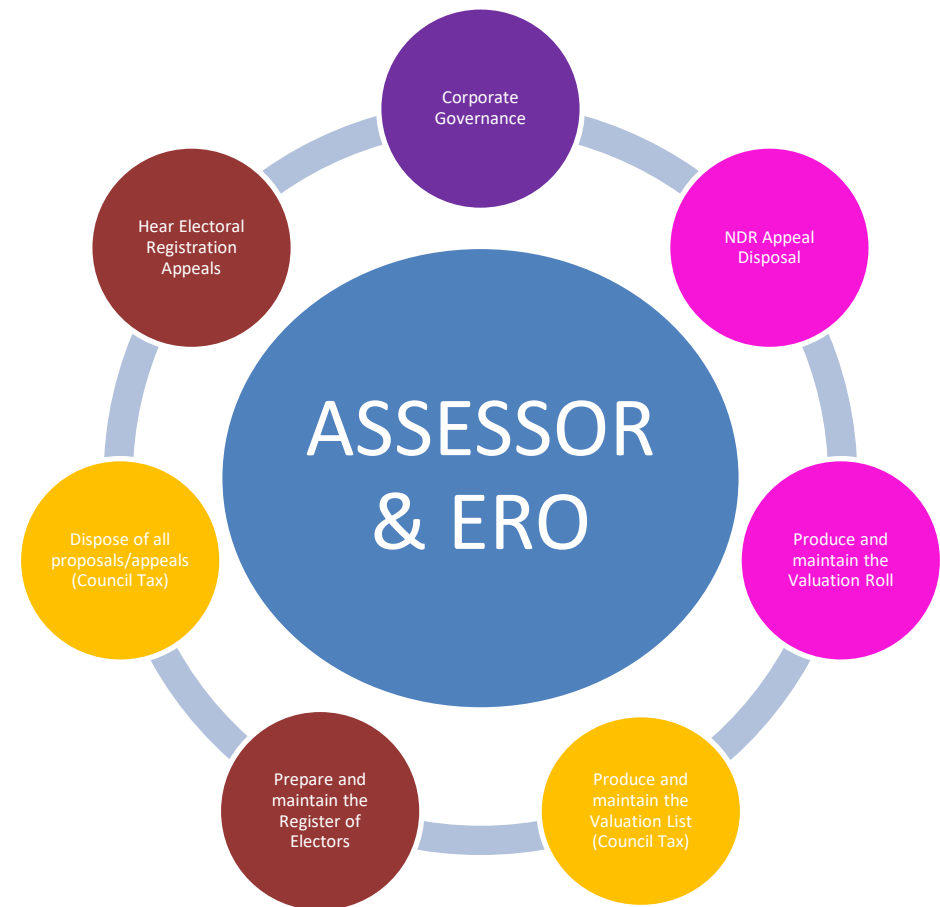 Corporate
Governance
NDR Appeal
Disposal
Produce and
maintain the
Valuation Roll
Produce and
maintain the
Valuation List
(Council Tax)
Prepare and
maintain the
Register of
Electors
Dispose of all
proposals/appeals
(Council Tax)
Hear Electoral
Registration
Appeals
ASSESSOR
& ERO